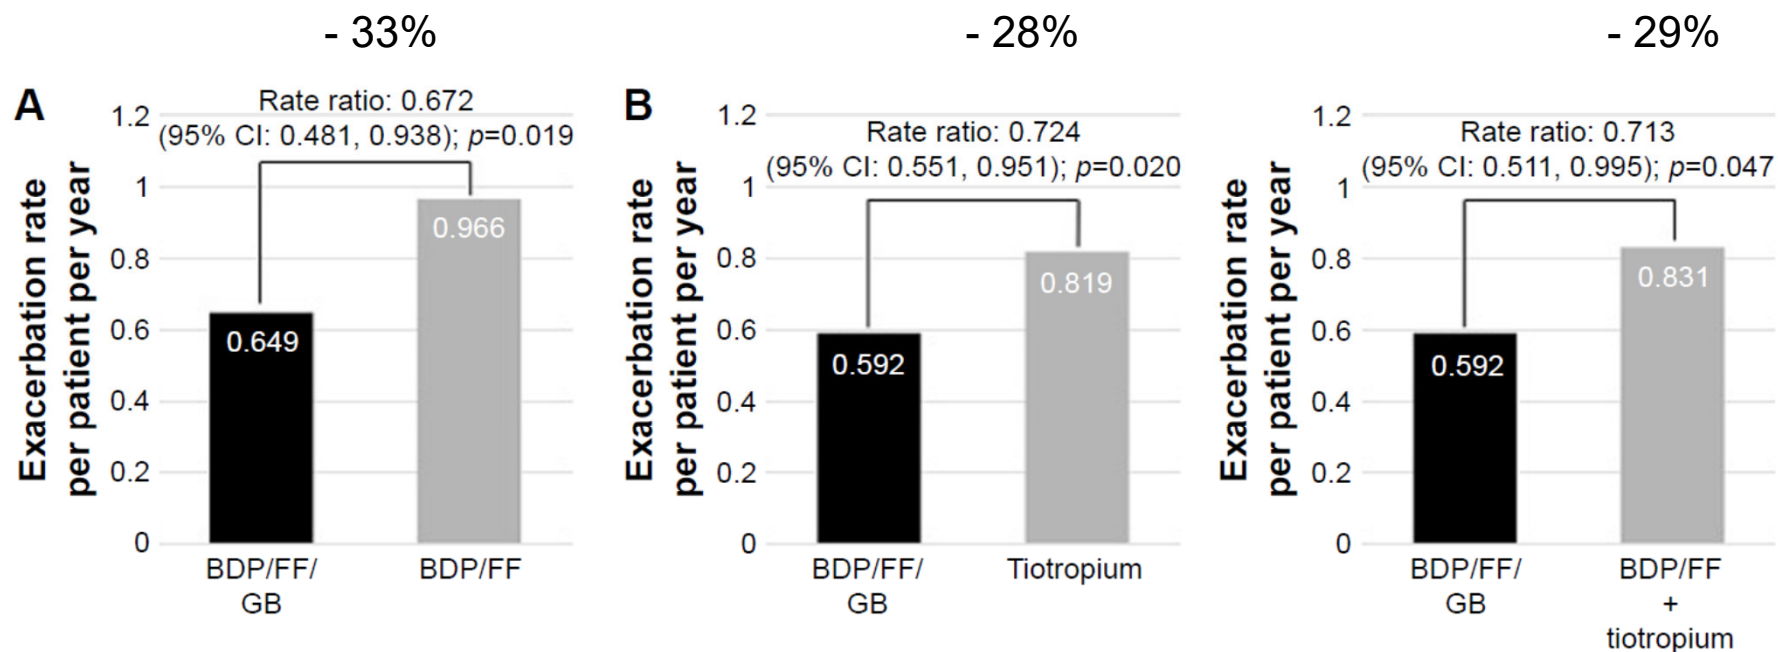 - 33%
- 28%
- 29%
A
Rate ratio: 0.672
(95% CI: 0.481, 0.938); p=0.019
Exacerbation rate
per patient per year
1.2
1
0.8
0.6
0.4
0.2
0
0.649
0.966
BDP/FF/
GB
BDP/FF
B
Rate ratio: 0.724
(95% CI: 0.551, 0.951); p=0.020
Exacerbation rate
per patient per year
1.2
1
0.8
0.6
0.4
0.2
0
0.592
0.819
BDP/FF/
GB
Tiotropium
Rate ratio: 0.713
(95% CI: 0.511, 0.995); p=0.047
Exacerbation rate
per patient per year
1.2
1
0.8
0.6
0.4
0.2
0
0.592
0.831
BDP/FF/
GB
BDP/FF
+
tiotropium